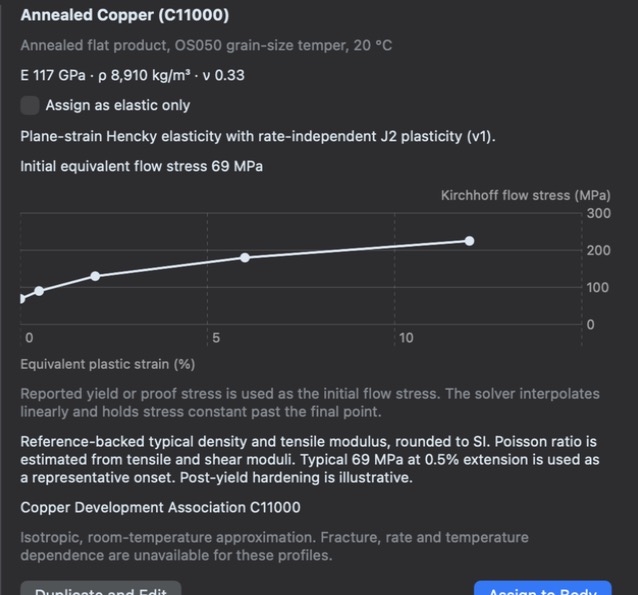 Annealed Copper (C11000)
Annealed flat product, OS050 grain-size temper, 20 °C
E 117 GPa · ρ 8,910 kg/m³ · ν 0.33
Assign as elastic only
Plane-strain Hencky elasticity with rate-independent J2 plasticity (v1).
Initial equivalent flow stress 69 MPa
Kirchhoff flow stress (MPa)
300
200
100
0
0 5 10
Equivalent plastic strain (%)
Reported yield or proof stress is used as the initial flow stress. The solver interpolates
linearly and holds stress constant past the final point.
Reference-backed typical density and tensile modulus, rounded to SI. Poisson ratio is
estimated from tensile and shear moduli. Typical 69 MPa at 0.5% extension is used as
a representative onset. Post-yield hardening is illustrative.
Copper Development Association C11000
Isotropic, room-temperature approximation. Fracture, rate and temperature
dependence are unavailable for these profiles.
Duplicate and Edit Assign to Body